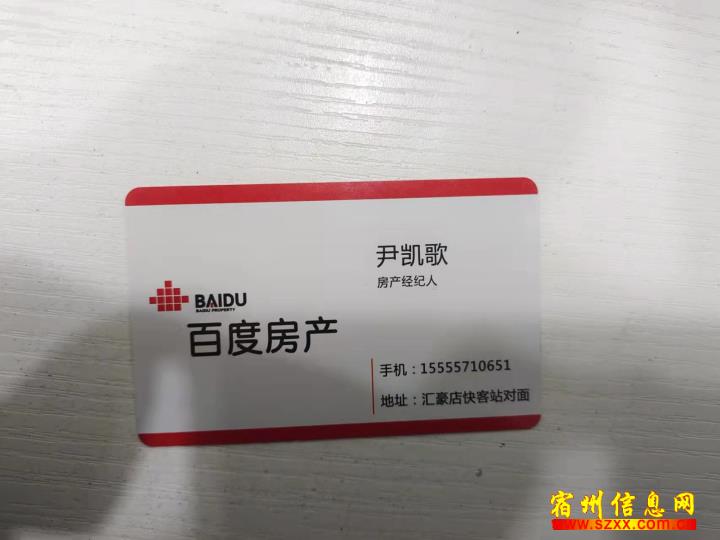 尹凯歌
房产经纪人
BAIDU
BAIDU PROPERTY
百度房产
手机：15555710651
地址：汇豪店快客站对面
宿州信息网
www.szxx.com.cn